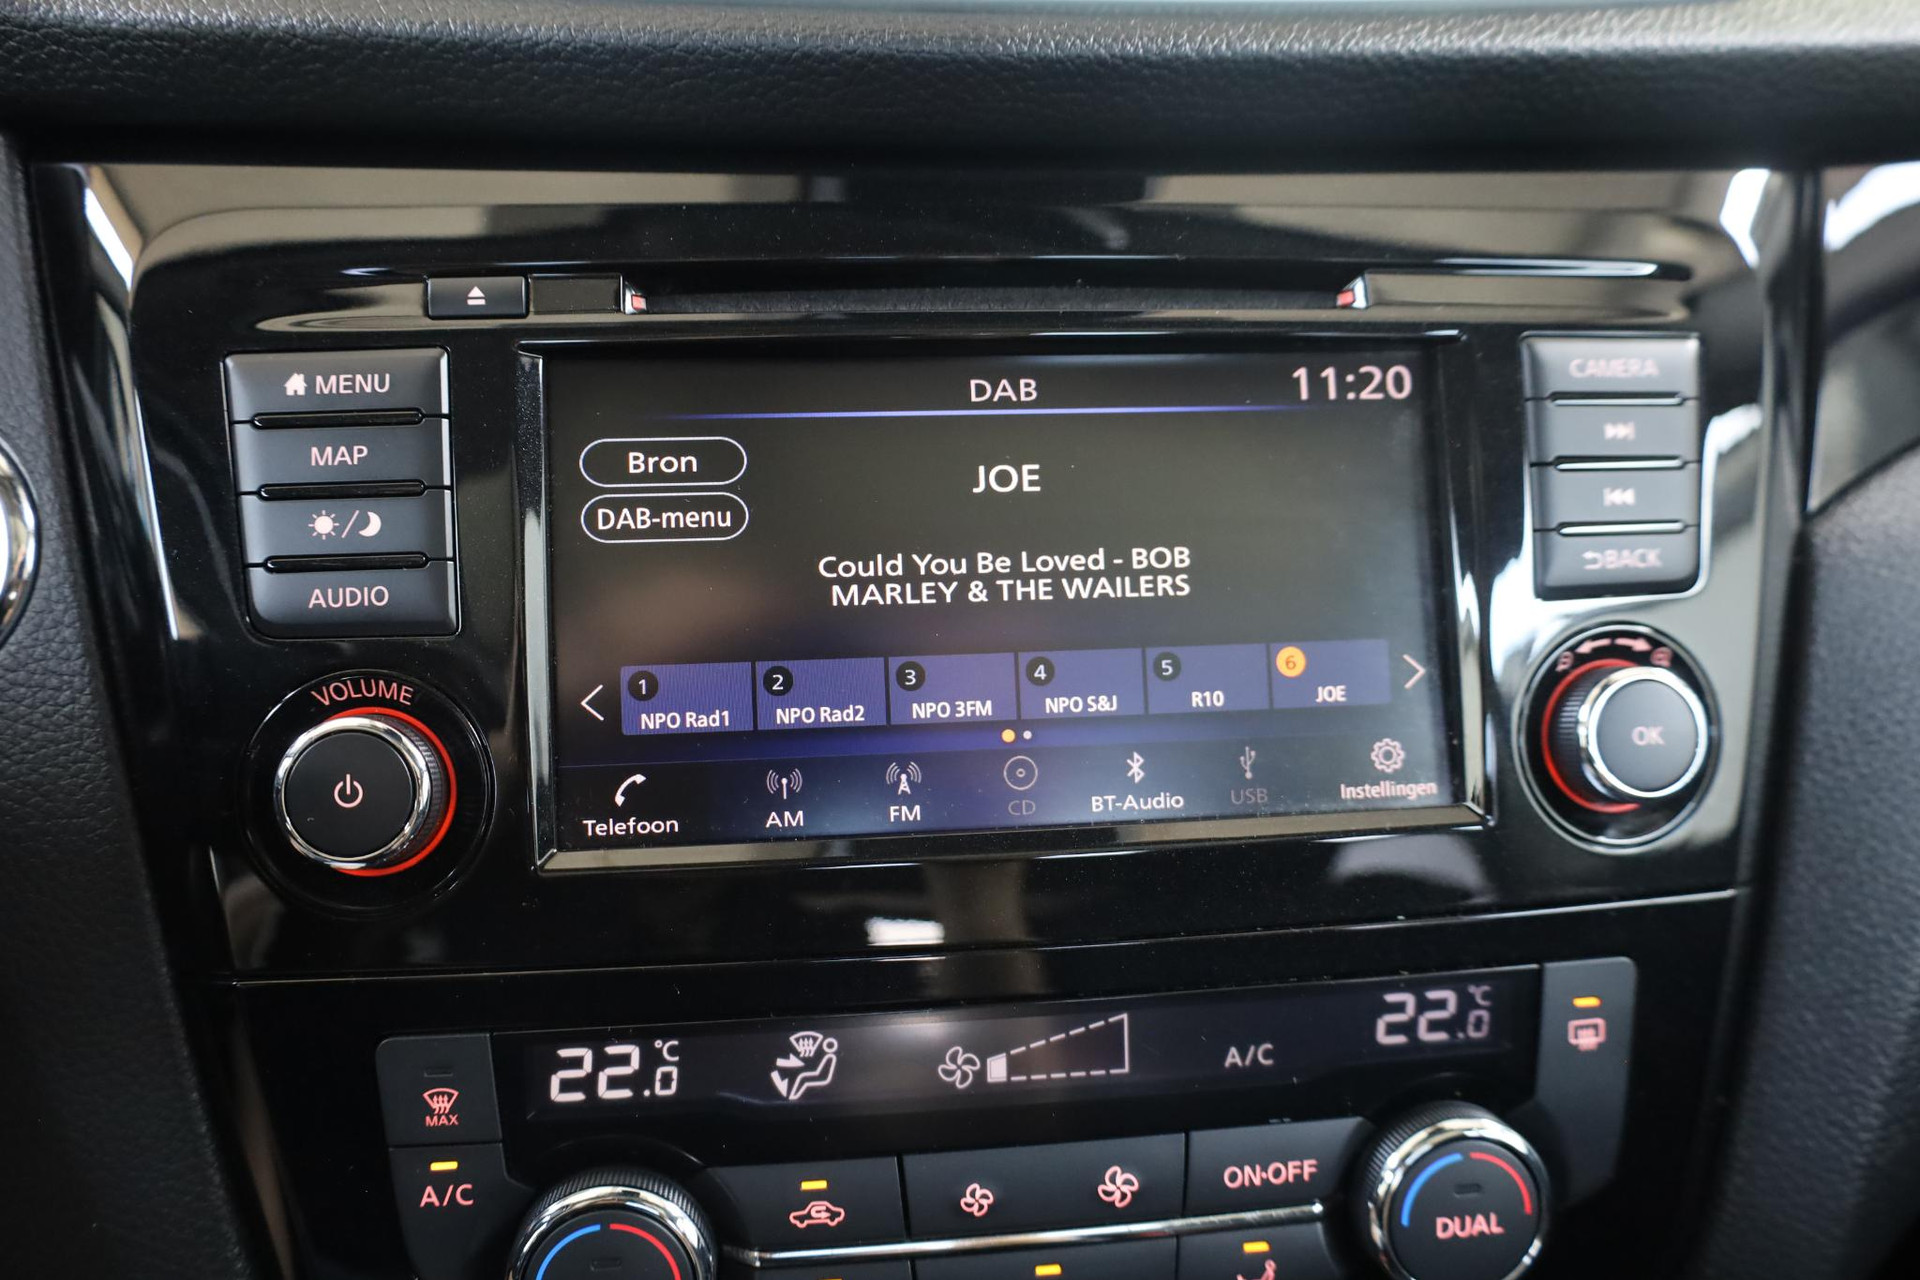 DAB
11:20
MENU
MAP
AUDIO
VOLUME
CAMERA
BACK
OK
Bron
DAB-menu
JOE
Could You Be Loved - BOB
MARLEY & THE WAILERS
1 NPO Rad1
2 NPO Rad2
3 NPO 3FM
4 NPO S&J
5 R10
6 JOE
Telefoon
AM
FM
CD
BT-Audio
USB
Instellingen
22.0 °C
A/C
22.0 °C
MAX
A/C
ON·OFF
DUAL